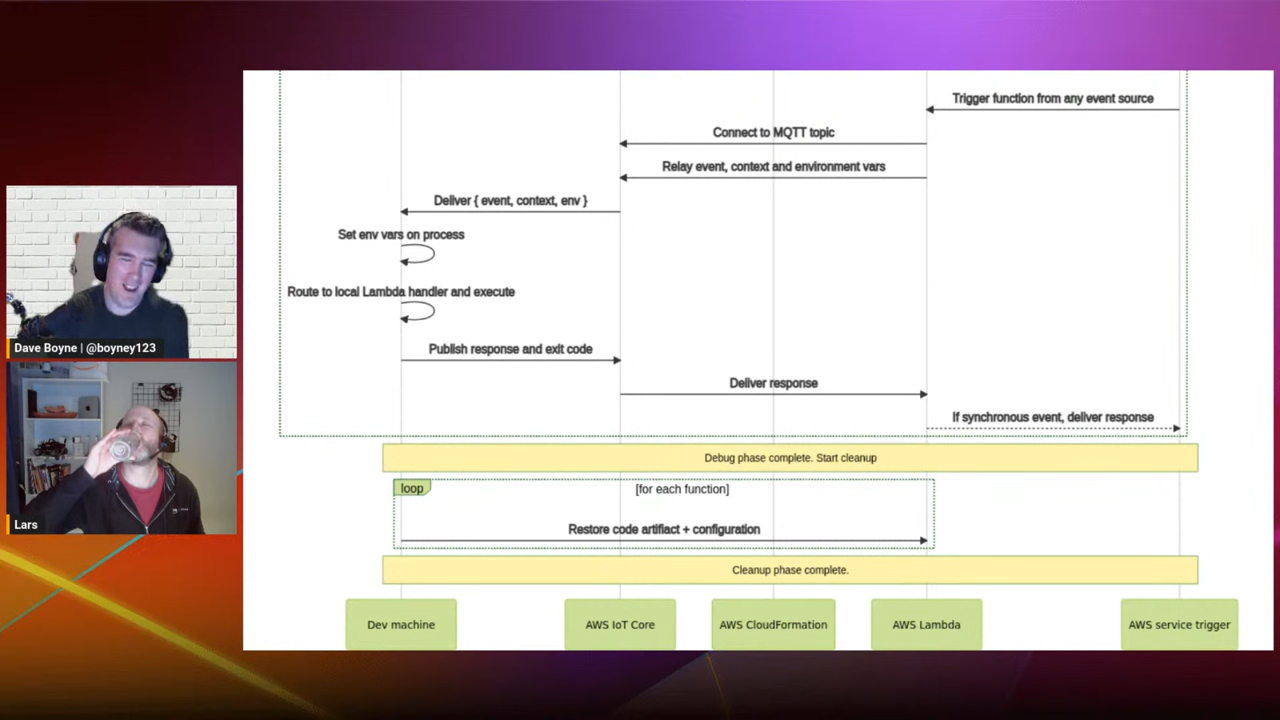 Trigger function from any event source
Connect to MQTT topic
Relay event, context and environment vars
Deliver { event, context, env }
Set env vars on process
Route to local Lambda handler and execute
Publish response and exit code
Deliver response
If synchronous event, deliver response
Debug phase complete. Start cleanup
loop
[for each function]
Restore code artifiact + configuration
Cleanup phase complete.
Dev machine
AWS IoT Core
AWS CloudFormation
AWS Lambda
AWS service trigger
Dave Boyne | @boyney123
Lars